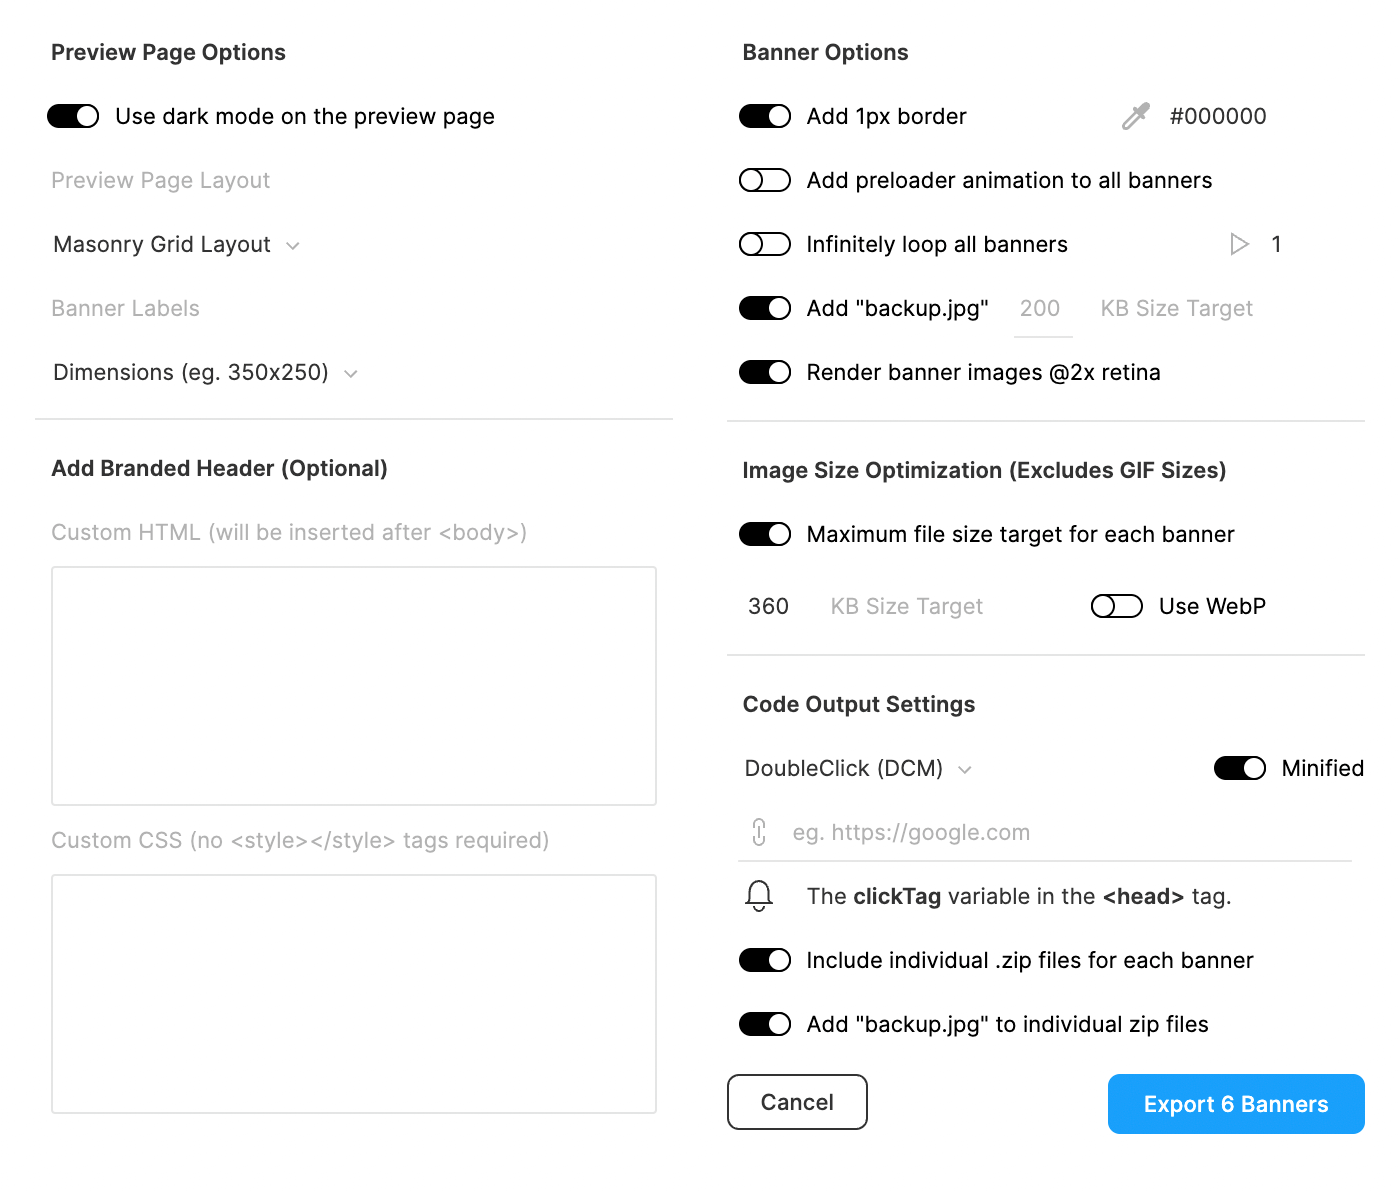 Preview Page Options
Use dark mode on the preview page
Preview Page Layout
Masonry Grid Layout
Banner Labels
Dimensions (eg. 350x250)
Add Branded Header (Optional)
Custom HTML (will be inserted after <body>)
Custom CSS (no <style></style> tags required)
Banner Options
Add 1px border #000000
Add preloader animation to all banners
Infinitely loop all banners 1
Add "backup.jpg" 200 KB Size Target
Render banner images @2x retina
Image Size Optimization (Excludes GIF Sizes)
Maximum file size target for each banner
360 KB Size Target Use WebP
Code Output Settings
DoubleClick (DCM) Minified
eg. https://google.com
The clickTag variable in the <head> tag.
Include individual .zip files for each banner
Add "backup.jpg" to individual zip files
Cancel Export 6 Banners